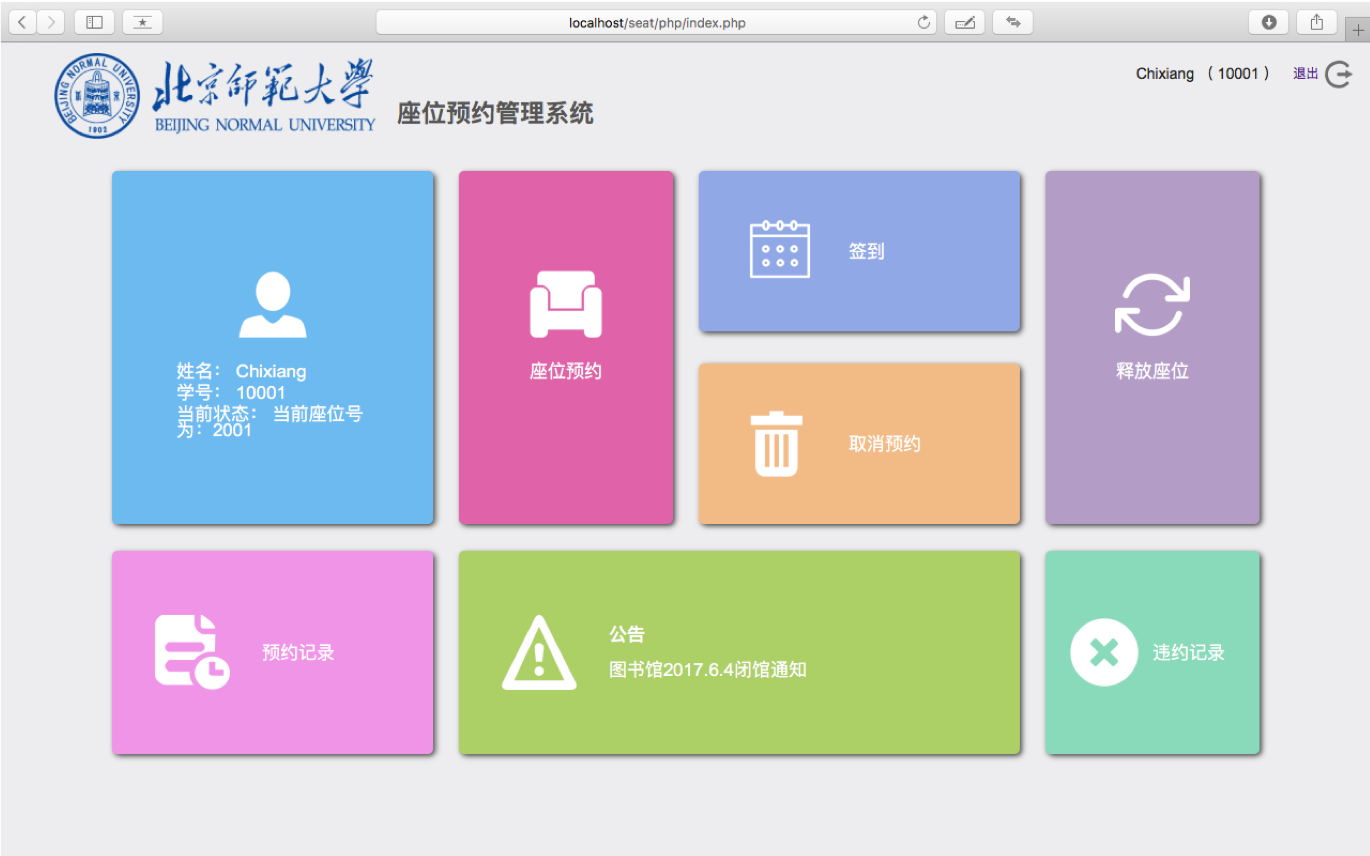 localhost/seat/php/index.php
BEIJING NORMAL UNIVERSITY
1902
北京师範大学
BEIJING NORMAL UNIVERSITY
座位预约管理系统
Chixiang （10001） 退出
姓名： Chixiang
学号： 10001
当前状态： 当前座位号
为：2001
座位预约
签到
取消预约
释放座位
预约记录
公告
图书馆2017.6.4闭馆通知
违约记录